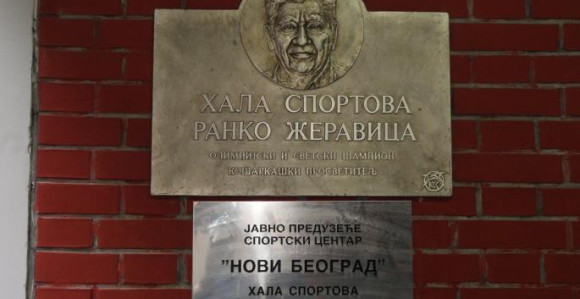 ХАЛА СПОРТОВА
РАНКО ЖЕРАВИЦА
ОЛИМПИЈСКИ И СВЕТСКИ ШАМПИОН
КОШАРКАШКИ ПРОСВЕТИТЕЉ
ЈАВНО ПРЕДУЗЕЋЕ
СПОРТСКИ ЦЕНТАР
"НОВИ БЕОГРАД"
ХАЛА СПОРТОВА